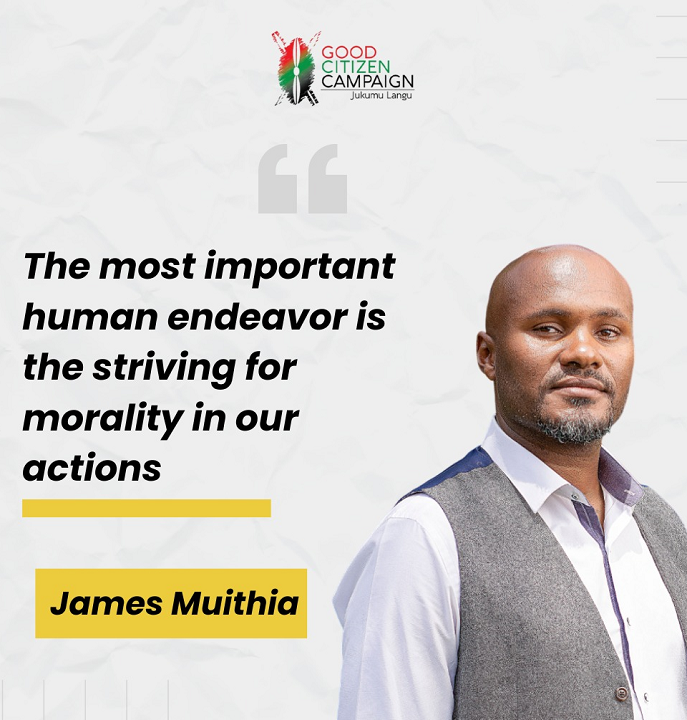 GOOD
CITIZEN
CAMPAIGN
Jukumu Langu
“
The most important
human endeavor is
the striving for
morality in our
actions
James Muithia